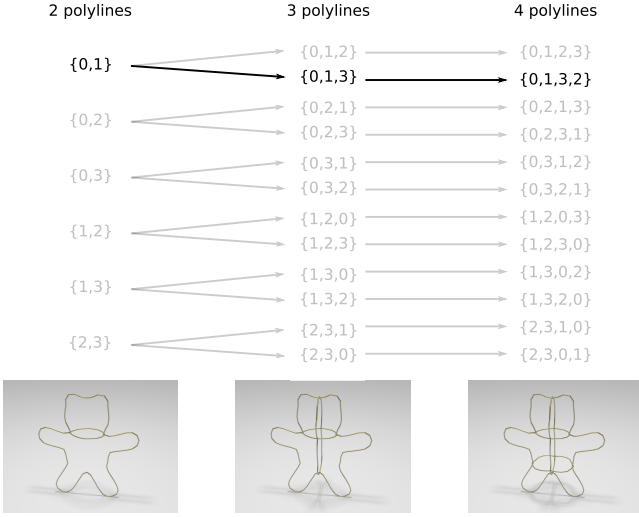 2 polylines 3 polylines 4 polylines
{0,1,2} {0,1,2,3}
{0,1} {0,1,3} {0,1,3,2}
{0,2,1} {0,2,1,3}
{0,2} {0,2,3} {0,2,3,1}
{0,3,1} {0,3,1,2}
{0,3} {0,3,2} {0,3,2,1}
{1,2,0} {1,2,0,3}
{1,2} {1,2,3} {1,2,3,0}
{1,3,0} {1,3,0,2}
{1,3} {1,3,2} {1,3,2,0}
{2,3,1} {2,3,1,0}
{2,3} {2,3,0} {2,3,0,1}